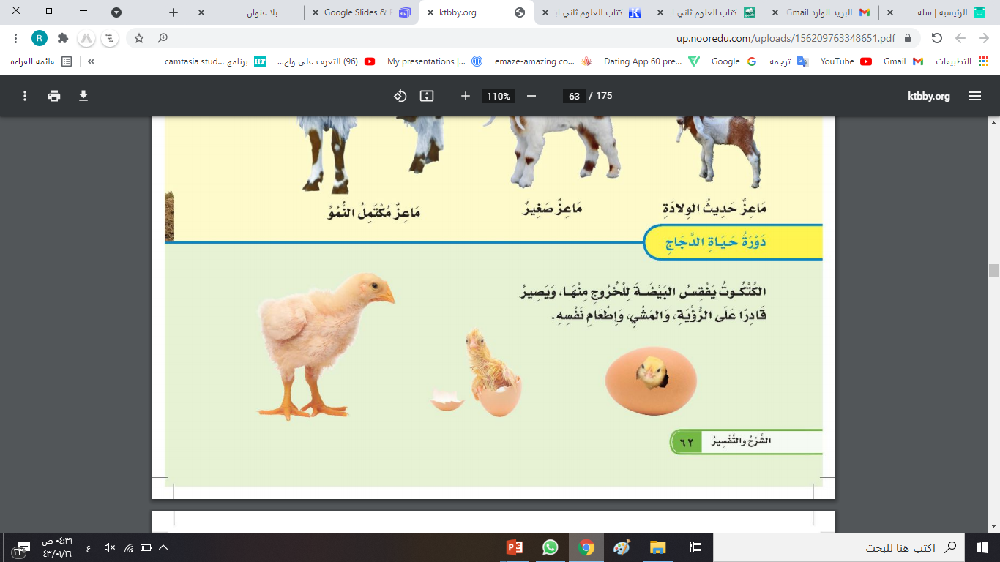 الرئيسية | سلة
البريد الوارد Gmail
كتاب العلوم ثاني
كتاب العلوم ثاني
ktbby.org
Google Slides &
بلا عنوان
up.nooredu.com/uploads/156209763348651.pdf
R
التطبيقات
Gmail
YouTube
ترجمة
Google
Dating App 60 pre...
emaze-amazing co...
My presentations |...
(96) التعرف على واج...
برنامج camtasia stud...
قائمة القراءة
ktbby.org
63 / 175
110%
مَاعِزٌ حَدِيثُ الوِلادَةِ
مَاعِزٌ صَغِيرٌ
مَاعِزٌ مُكْتَمِلُ النُّمُوِّ
دَوْرَةُ حَيَاةِ الدَّجَاجِ
الكُتْكُوتُ يَفْقِسُ البَيْضَةَ لِلْخُرُوجِ مِنْهَا، وَيَصِيرُ
قَادِرًا عَلَى الرُّؤْيَةِ، وَالمَشْيِ، وَإِطْعَامِ نَفْسِهِ.
الشَّرْحُ والتَّفْسِيرُ ٦٢
اكتب هنا للبحث
ع
٠٤:٣١ ص
٤٣/٠١/١٦